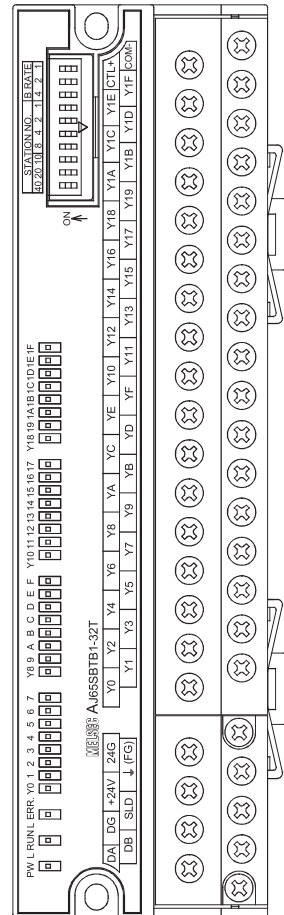 PW L RUN L ERR. Y0 1 2 3 4 5 6 7 Y8 9 A B C D E F Y10 11 12 13 14 15 16 17 Y18 19 1A 1B 1C 1D 1E 1F
STATION NO. B RATE
40 20 10 8 4 2 1 4 2 1
ON
MELSEC AJ65SBTB1-32T
DA DG +24V 24G Y0 Y2 Y4 Y6 Y8 YA YC YE Y10 Y12 Y14 Y16 Y18 Y1A Y1C Y1E CTL+
DB SLD (FG) Y1 Y3 Y5 Y7 Y9 YB YD YF Y11 Y13 Y15 Y17 Y19 Y1B Y1D Y1F COM-